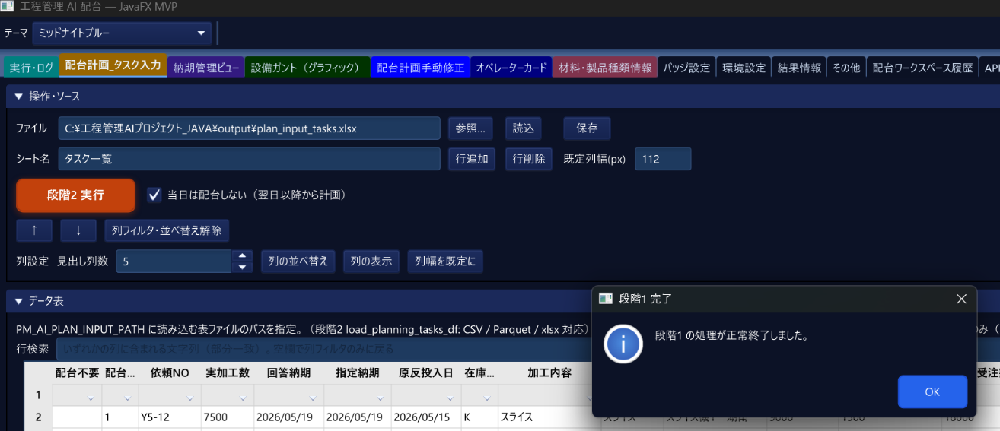 工程管理 AI 配台 — JavaFX MVP
テーマ ミッドナイトブルー
実行・ログ 配台計画_タスク入力 納期管理ビュー 設備ガント（グラフィック） 配台計画手動修正 オペレーターカード 材料・製品種類情報 バッジ設定 環境設定 結果情報 その他 配台ワークスペース履歴 API
▼ 操作・ソース
ファイル C:¥工程管理AIプロジェクト_JAVA¥output¥plan_input_tasks.xlsx 参照... 読込 保存
シート名 タスク一覧 行追加 行削除 既定列幅(px) 112
段階2 実行 当日は配台しない（翌日以降から計画）
↑ ↓ 列フィルタ・並べ替え解除
列設定 見出し列数 5 列の並べ替え 列の表示 列幅を既定に
▼ データ表
段階1 完了
段階1 の処理が正常終了しました。
OK
PM_AI_PLAN_INPUT_PATH に読み込む表ファイルのパスを指定。（段階2 load_planning_tasks_df: CSV / Parquet / xlsx 対応）
行検索 いずれかの列に含まれる文字列（部分一致）。空欄で列フィルタのみに戻る
配台不要 配台... 依頼NO 実加工数 回答納期 指定納期 原反投入日 在庫... 加工内容
1
2 1 Y5-12 7500 2026/05/19 2026/05/19 2026/05/15 K スライス